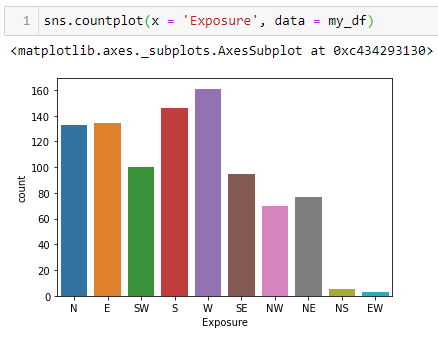 1 sns.countplot(x = 'Exposure', data = my_df)
<matplotlib.axes._subplots.AxesSubplot at 0xc434293130>
160
140
120
100
80
60
40
20
0
count
N E SW S W SE NW NE NS EW
Exposure